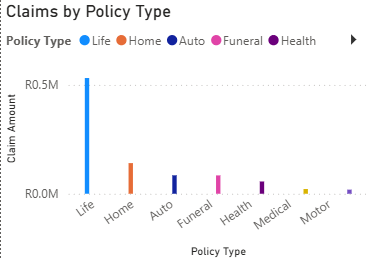 Claims by Policy Type
Policy Type Life Home Auto Funeral Health
R0.5M
Claim Amount
R0.0M
Life Home Auto Funeral Health Medical Motor
Policy Type